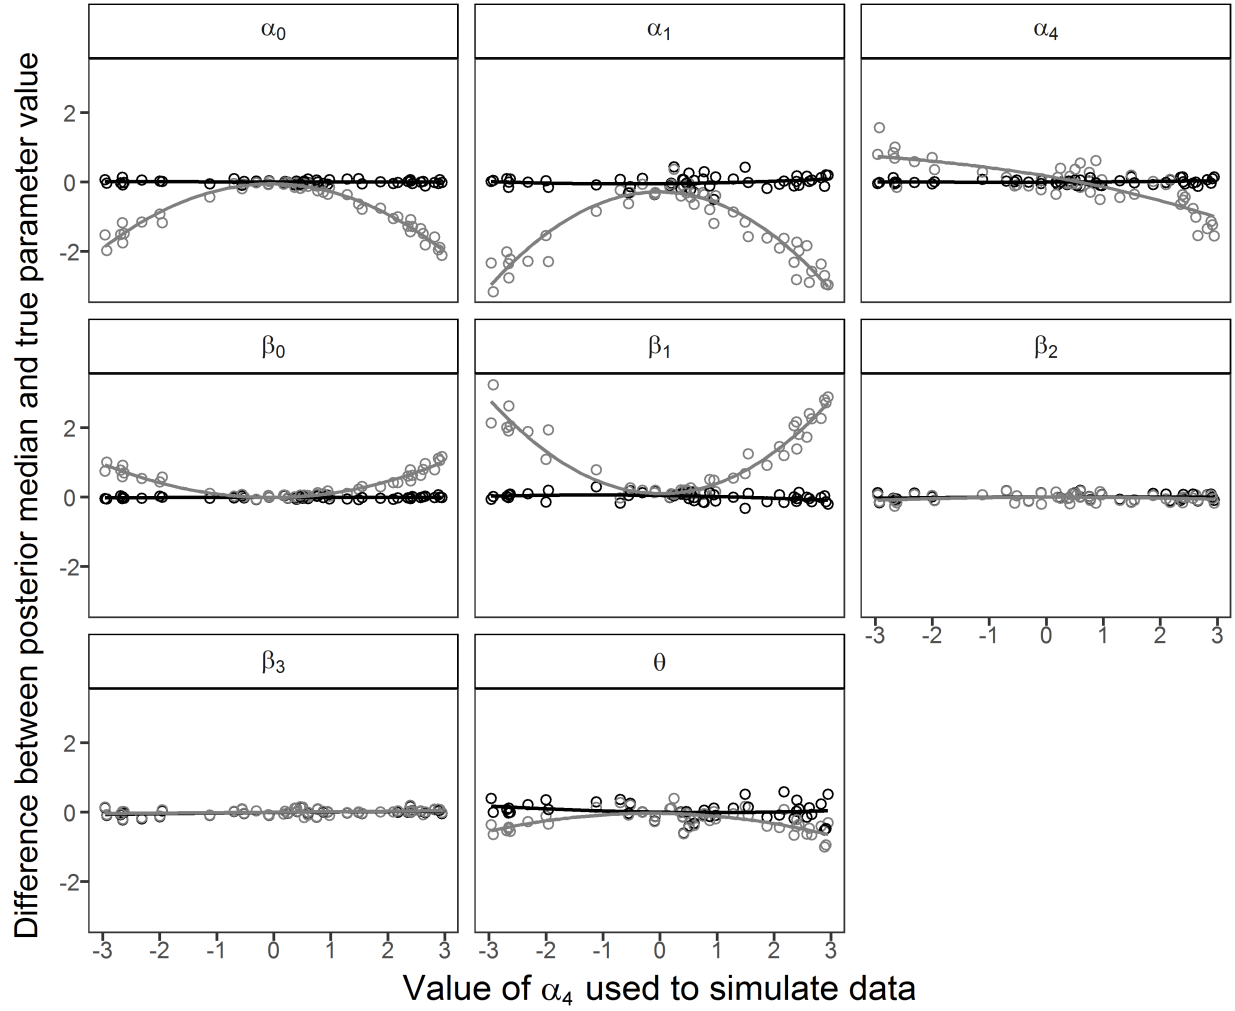 α0
α1
α4
2
0
-2
β0
β1
β2
2
0
-2
-3 -2 -1 0 1 2 3
β3
θ
2
0
-2
-3 -2 -1 0 1 2 3
-3 -2 -1 0 1 2 3
Difference between posterior median and true parameter value
Value of α4 used to simulate data